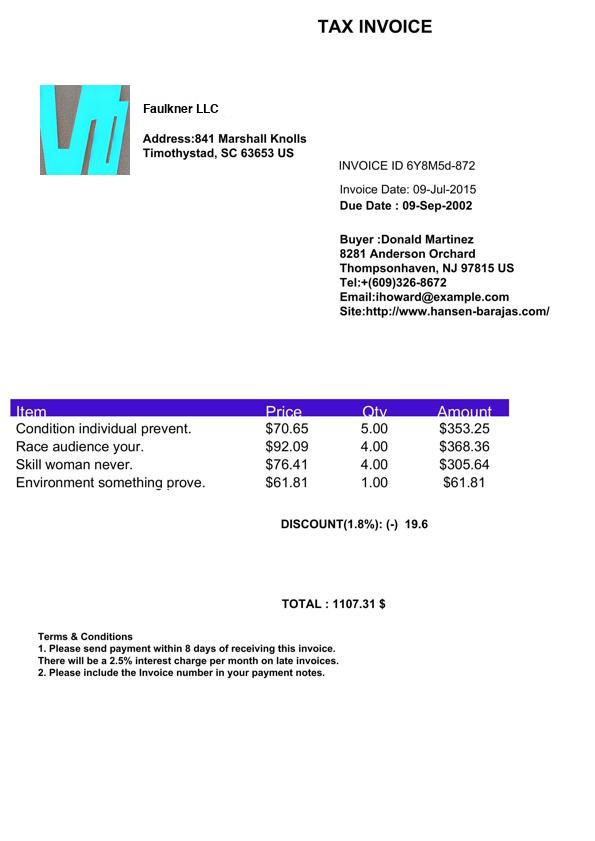 TAX INVOICE
Faulkner LLC
Address:841 Marshall Knolls
Timothystad, SC 63653 US
INVOICE ID 6Y8M5d-872
Invoice Date: 09-Jul-2015
Due Date : 09-Sep-2002
Buyer :Donald Martinez
8281 Anderson Orchard
Thompsonhaven, NJ 97815 US
Tel:+(609)326-8672
Email:ihoward@example.com
Site:http://www.hansen-barajas.com/
Item Price Qty Amount
Condition individual prevent. $70.65 5.00 $353.25
Race audience your. $92.09 4.00 $368.36
Skill woman never. $76.41 4.00 $305.64
Environment something prove. $61.81 1.00 $61.81
DISCOUNT(1.8%): (-) 19.6
TOTAL : 1107.31 $
Terms & Conditions
1. Please send payment within 8 days of receiving this invoice.
There will be a 2.5% interest charge per month on late invoices.
2. Please include the Invoice number in your payment notes.